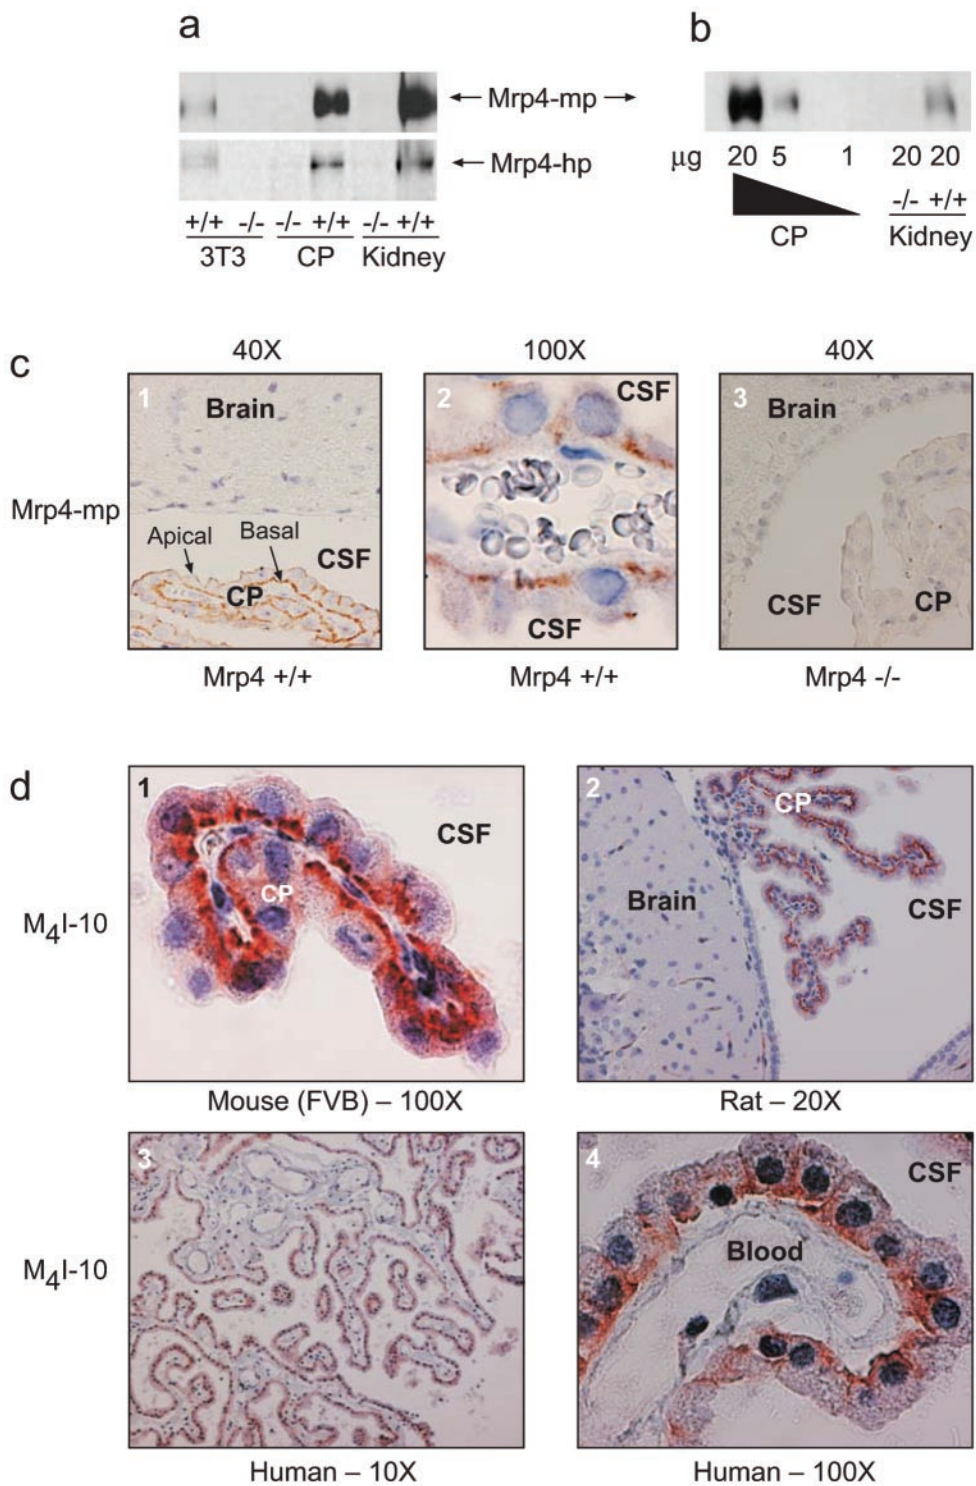 a
b
Mrp4-mp
Mrp4-hp
+/+ -/- -/- +/+ -/- +/+
3T3 CP Kidney
μg 20 5 1 20 20
-/- +/+
CP Kidney
c
40X 100X 40X
1 Brain
2 CSF
3 Brain
Mrp4-mp
Apical Basal CSF
CP
CSF
CSF CP
Mrp4 +/+ Mrp4 +/+ Mrp4 -/-
d
1 CSF
CP
2 CP
Brain CSF
M4I-10
Mouse (FVB) – 100X Rat – 20X
3
4 CSF
Blood
M4I-10
Human – 10X Human – 100X